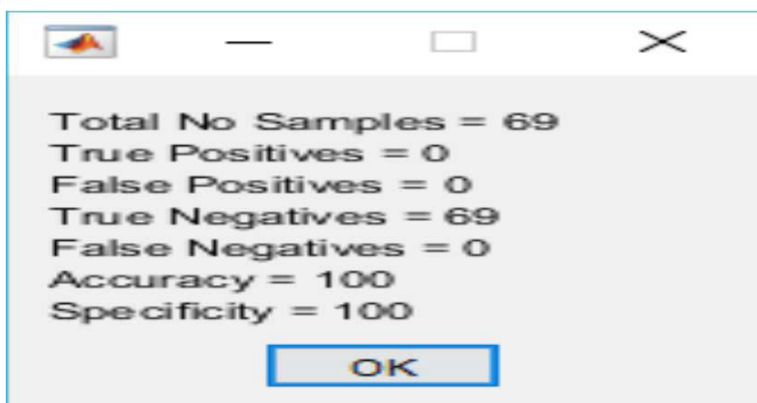 Total No Samples = 69
True Positives = 0
False Positives = 0
True Negatives = 69
False Negatives = 0
Accuracy = 100
Specificity = 100
OK